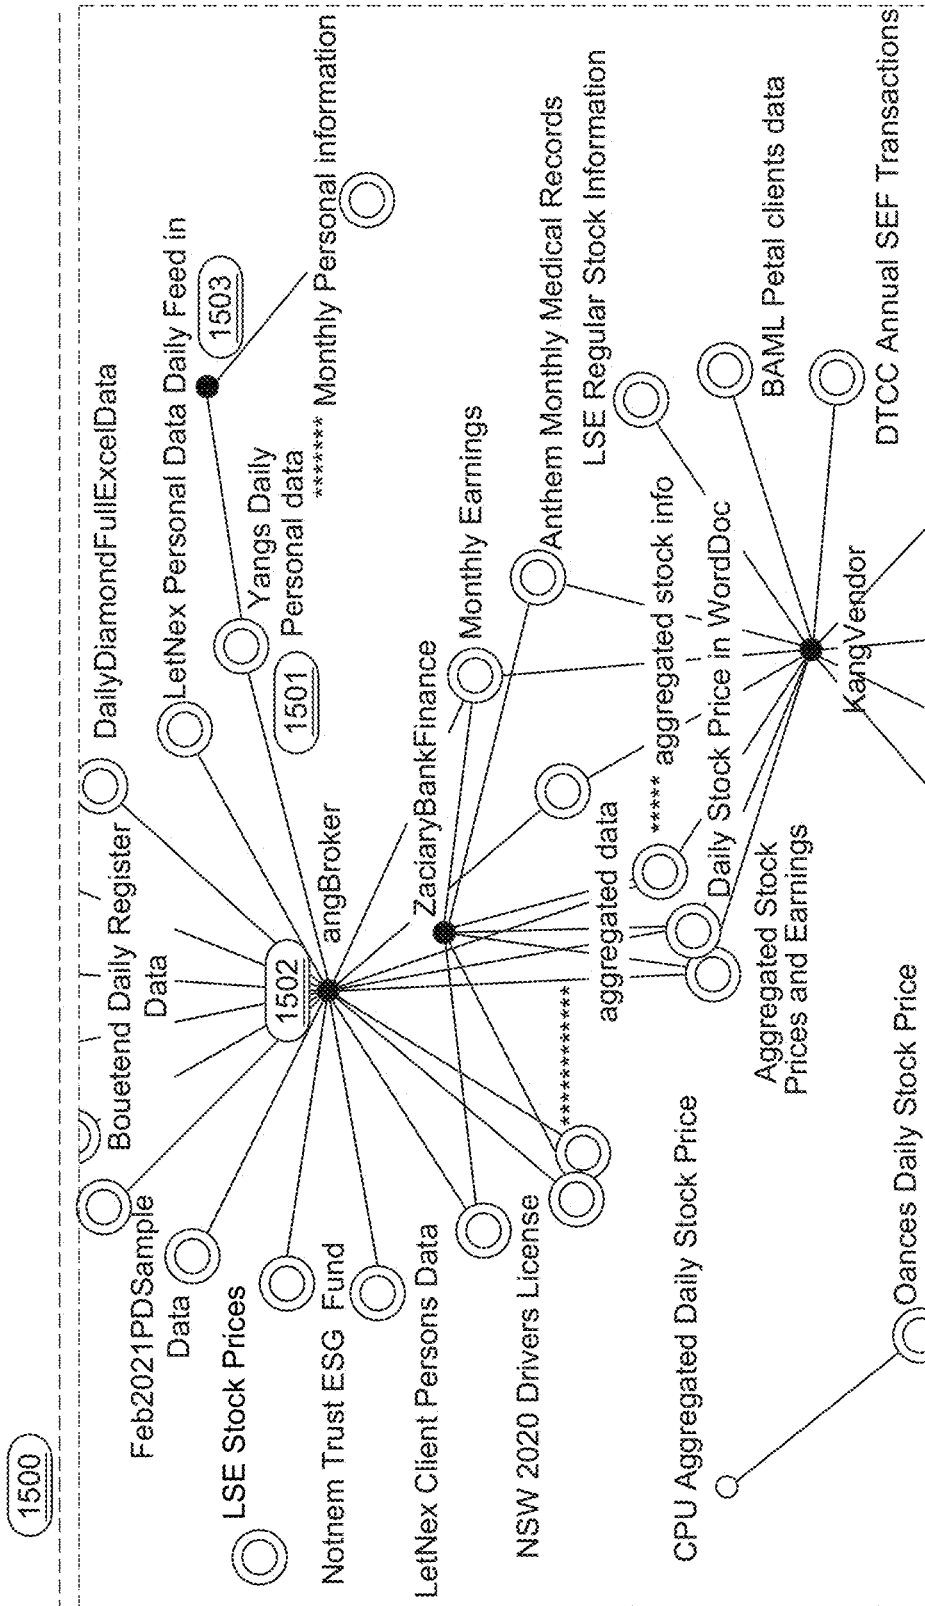 1500
DailyDiamondFullExcelData
LetNex Personal Data Daily Feed in
1503
******* Monthly Personal information
Yangs Daily
Personal data
1501
Bouetend Daily Register
Data
1502
angBroker
Feb2021PDSample
Data
LSE Stock Prices
Notnem Trust ESG Fund
LetNex Client Persons Data
NSW 2020 Drivers License
ZaciaryBankFinance
Monthly Earnings
Anthem Monthly Medical Records
LSE Regular Stock Information
************
aggregated data
***** aggregated stock info
Daily Stock Price in WordDoc
Aggregated Stock
Prices and Earnings
BAML Petal clients data
KangVendor
DTCC Annual SEF Transactions
CPU Aggregated Daily Stock Price
Oances Daily Stock Price